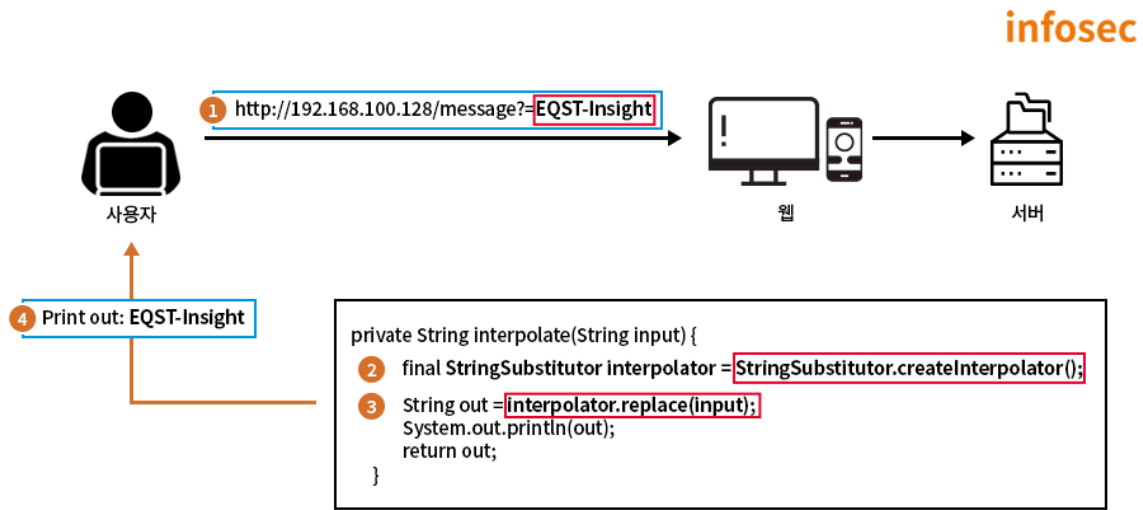 infosec
1 http://192.168.100.128/message?=EQST-Insight
사용자
웹
서버
4 Print out: EQST-Insight
private String interpolate(String input) {
2 final StringSubstitutor interpolator = StringSubstitutor.createInterpolator();
3 String out = interpolator.replace(input);
System.out.println(out);
return out;
}